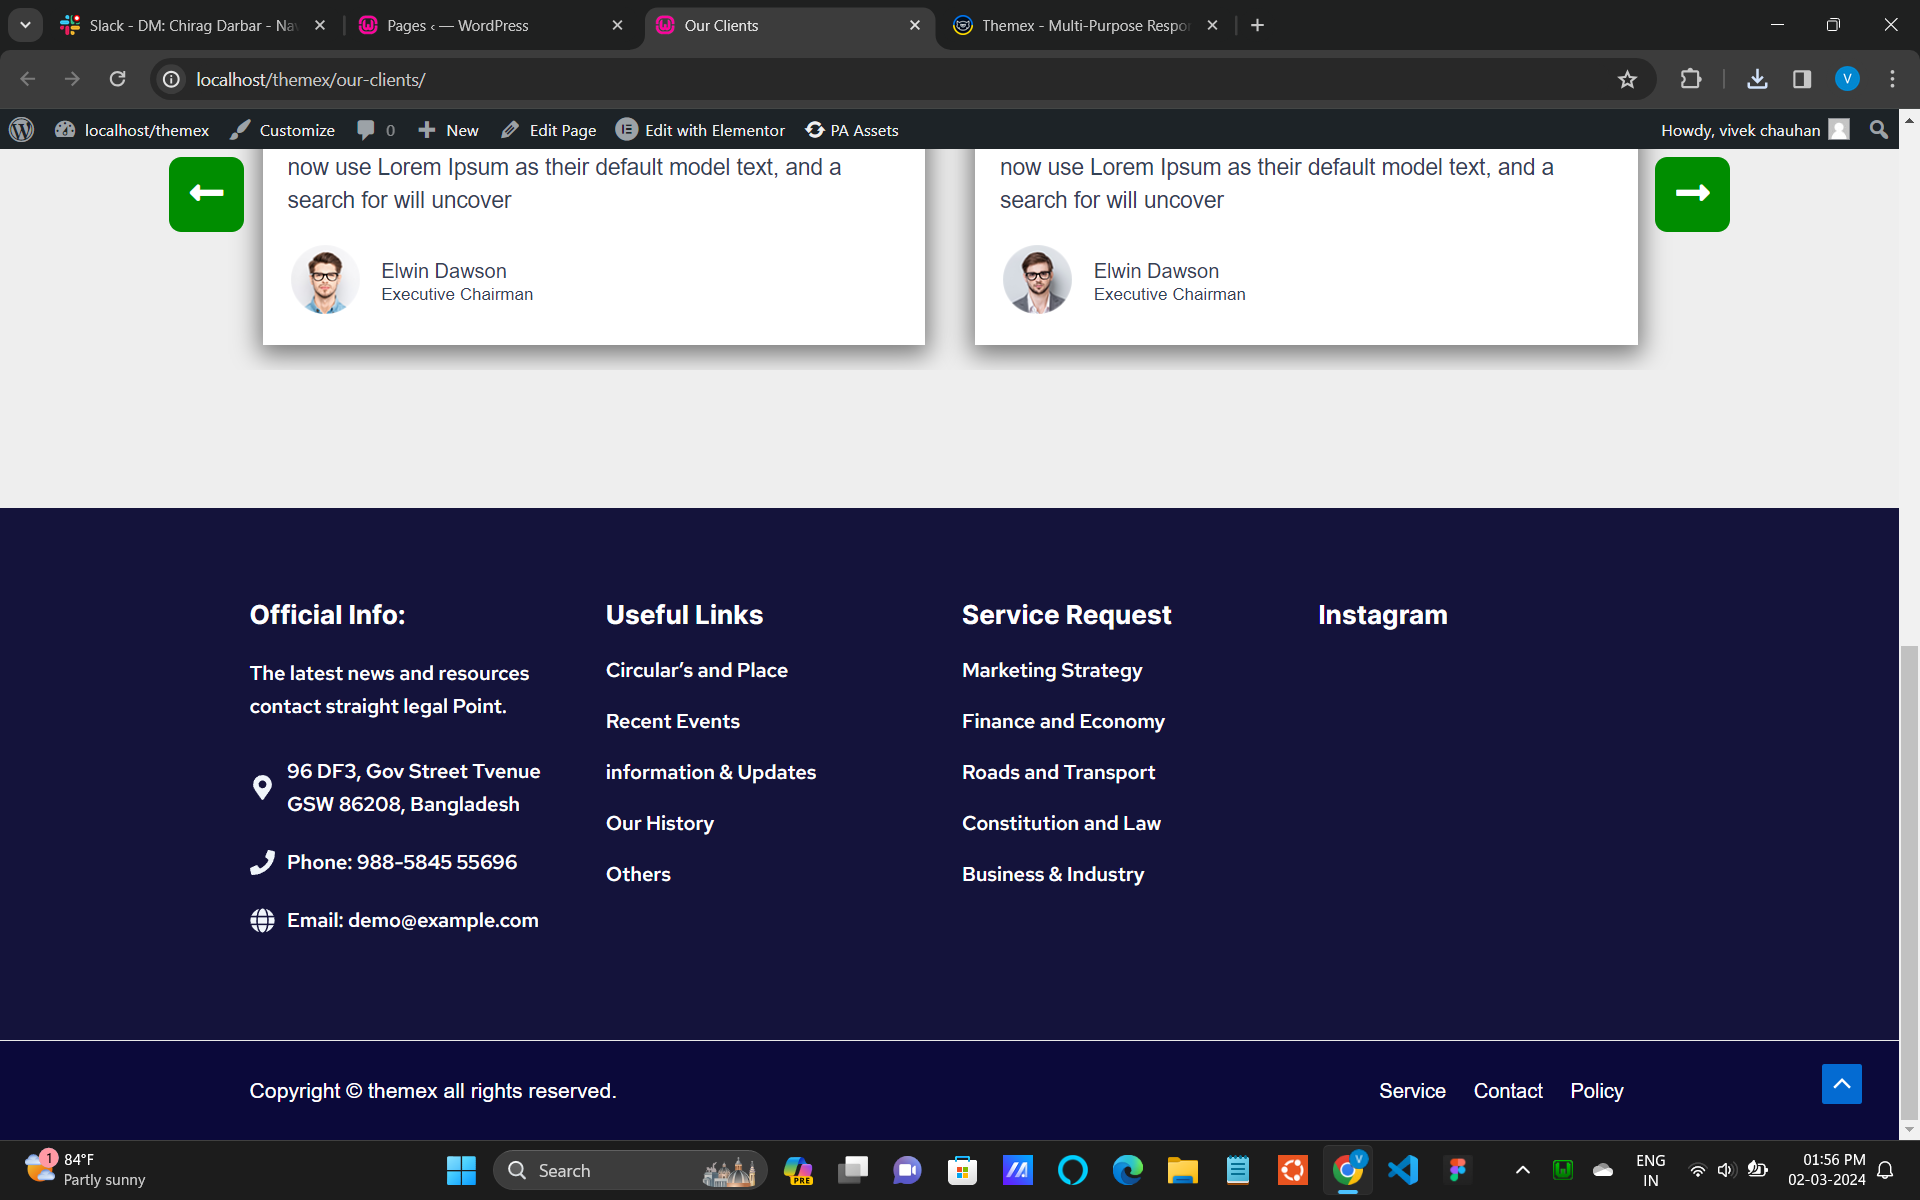 Slack - DM: Chirag Darbar - Na
Pages ‹ — WordPress
Our Clients
Themex - Multi-Purpose Respo
localhost/themex/our-clients/
V
localhost/themex
Customize
0
New
Edit Page
Edit with Elementor
PA Assets
Howdy, vivek chauhan
now use Lorem Ipsum as their default model text, and a
search for will uncover
Elwin Dawson
Executive Chairman
now use Lorem Ipsum as their default model text, and a
search for will uncover
Elwin Dawson
Executive Chairman
Official Info:
The latest news and resources
contact straight legal Point.
96 DF3, Gov Street Tvenue
GSW 86208, Bangladesh
Phone: 988-5845 55696
Email: demo@example.com
Useful Links
Circular’s and Place
Recent Events
information & Updates
Our History
Others
Service Request
Marketing Strategy
Finance and Economy
Roads and Transport
Constitution and Law
Business & Industry
Instagram
Copyright © themex all rights reserved.
Service
Contact
Policy
1
84°F
Partly sunny
Search
PRE
V
ENG
IN
01:56 PM
02-03-2024